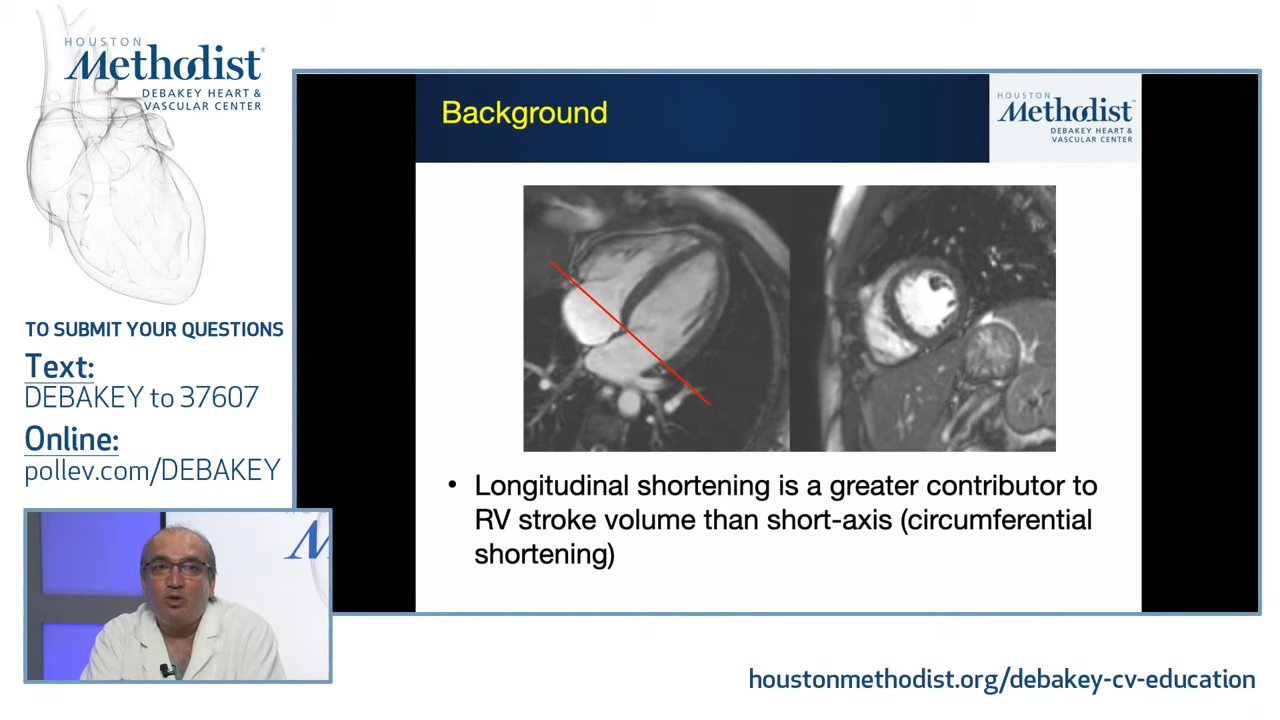 HOUSTON
Methodist®
DEBAKEY HEART &
VASCULAR CENTER
TO SUBMIT YOUR QUESTIONS
Text:
DEBAKEY to 37607
Online:
pollev.com/DEBAKEY
Background
HOUSTON
Methodist
DEBAKEY HEART &
VASCULAR CENTER
• Longitudinal shortening is a greater contributor to
RV stroke volume than short-axis (circumferential
shortening)
houstonmethodist.org/debakey-cv-education